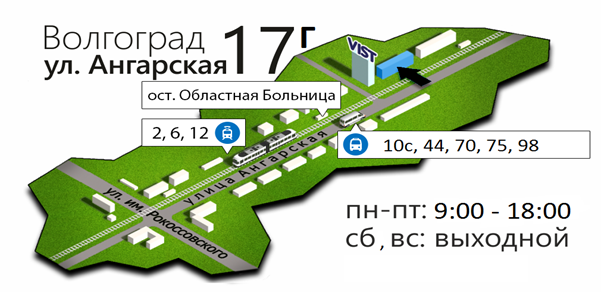 Волгоград
ул. Ангарская 17г
VIST
ост. Областная Больница
2, 6, 12
10с, 44, 70, 75, 98
улица Ангарская
ул. им. Рокоссовского
пн-пт: 9:00 - 18:00
сб, вс: выходной